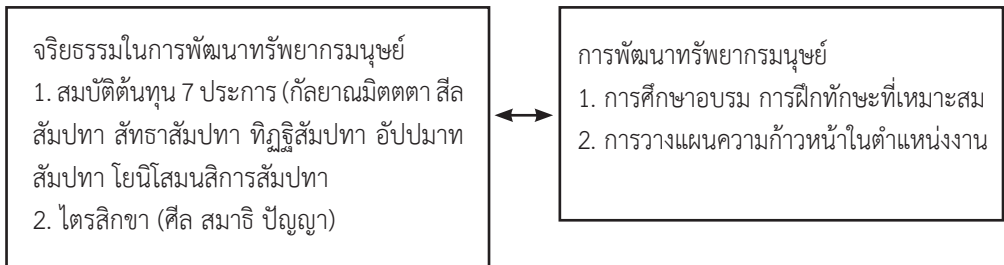 จริยธรรมในการพัฒนาทรัพยากรมนุษย์
1. สมบัติต้นทุน 7 ประการ (กัลยาณมิตตตา สีล
สัมปทา สัทธาสัมปทา ทิฏฐิสัมปทา อัปปมาท
สัมปทา โยนิโสมนสิการสัมปทา
2. ไตรสิกขา (ศีล สมาธิ ปัญญา)
การพัฒนาทรัพยากรมนุษย์
1. การศึกษาอบรม การฝึกทักษะที่เหมาะสม
2. การวางแผนความก้าวหน้าในตำแหน่งงาน